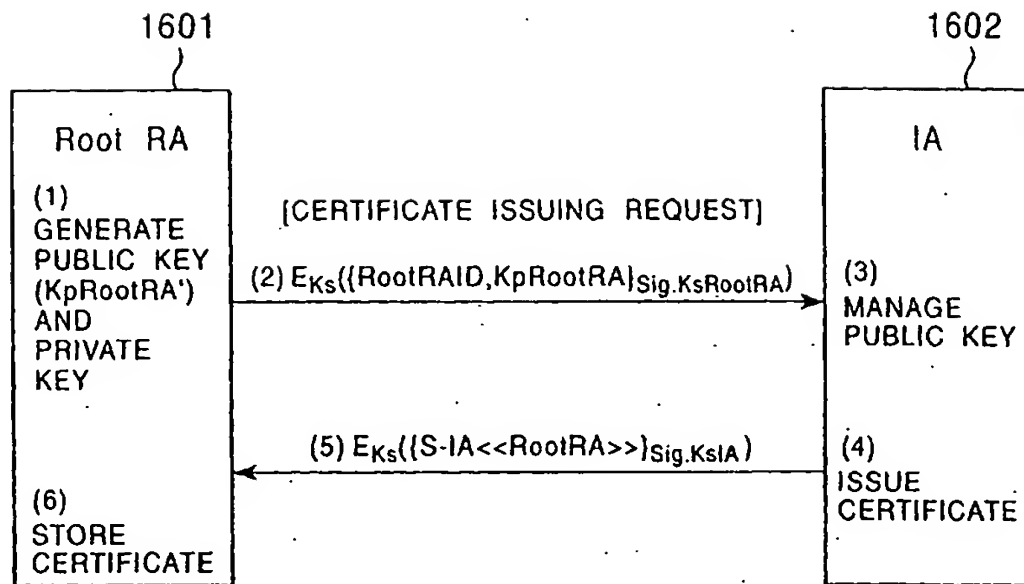 1601
1602
Root RA
IA
(1)
GENERATE
PUBLIC KEY
(KpRootRA')
AND
PRIVATE
KEY
[CERTIFICATE ISSUING REQUEST]
(2) EKs({RootRAID,KpRootRA}Sig.KsRootRA)
(3)
MANAGE
PUBLIC KEY
(5) EKs({S-IA<<RootRA>>}Sig.KsIA)
(4)
ISSUE
CERTIFICATE
(6)
STORE
CERTIFICATE